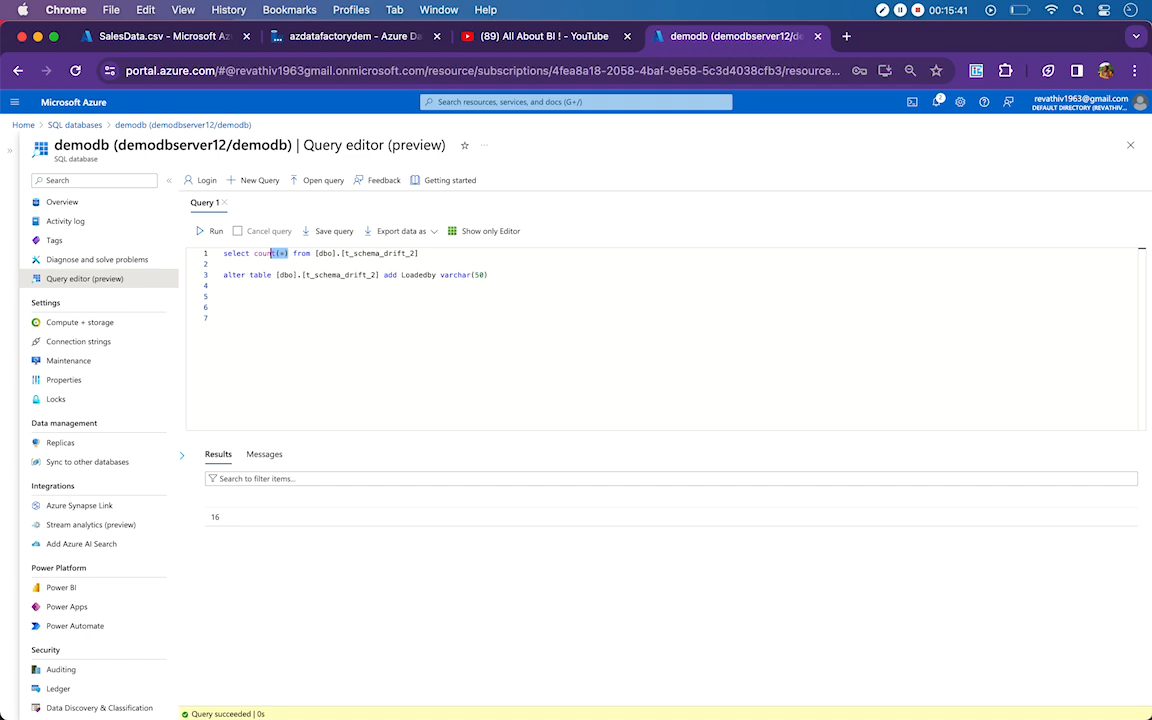 Chrome File Edit View History Bookmarks Profiles Tab Window Help 00:15:41
SalesData.csv - Microsoft Az
azdatafactorydem - Azure Da
(89) All About BI ! - YouTube
demodb (demodbserver12/de
portal.azure.com/#@revathiv1963gmail.onmicrosoft.com/resource/subscriptions/4fea8a18-2058-4baf-9e58-5c3d4038cfb3/resource...
Microsoft Azure
Search resources, services, and docs (G+/)
2
revathiv1963@gmail.com
DEFAULT DIRECTORY (REVATHIV...
Home > SQL databases > demodb (demodbserver12/demodb)
demodb (demodbserver12/demodb) | Query editor (preview)
SQL database
Search
Login New Query Open query Feedback Getting started
Overview
Activity log
Tags
Diagnose and solve problems
Query editor (preview)
Settings
Compute + storage
Connection strings
Maintenance
Properties
Locks
Data management
Replicas
Sync to other databases
Integrations
Azure Synapse Link
Stream analytics (preview)
Add Azure AI Search
Power Platform
Power BI
Power Apps
Power Automate
Security
Auditing
Ledger
Data Discovery & Classification
Query 1
Run Cancel query Save query Export data as Show only Editor
1 select count(*) from [dbo].[t_schema_drift_2]
2
3 alter table [dbo].[t_schema_drift_2] add Loadedby varchar(50)
4
5
6
7
Results Messages
Search to filter items...
16
Query succeeded | 0s